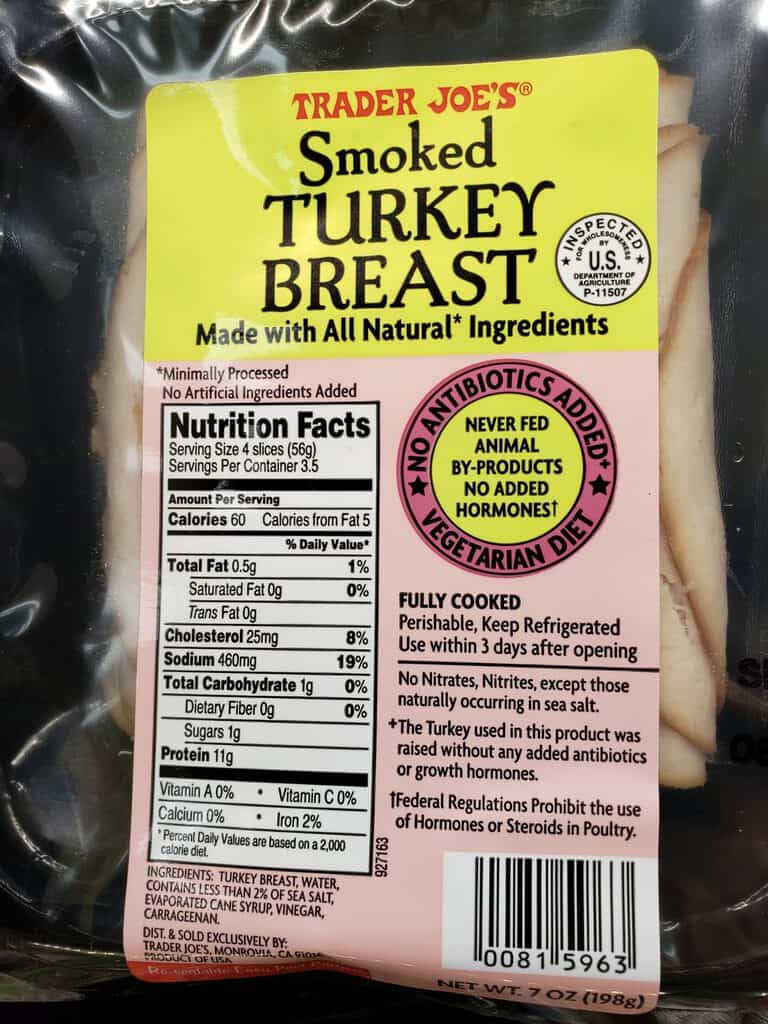 TRADER JOE'S®
Smoked
TURKEY
BREAST
Made with All Natural* Ingredients
INSPECTED
FOR WHOLESOMENESS
BY
U.S.
DEPARTMENT OF
AGRICULTURE
P-11507
*Minimally Processed
No Artificial Ingredients Added
Nutrition Facts
Serving Size 4 slices (56g)
Servings Per Container 3.5
Amount Per Serving
Calories 60 Calories from Fat 5
% Daily Value*
Total Fat 0.5g 1%
Saturated Fat 0g 0%
Trans Fat 0g
Cholesterol 25mg 8%
Sodium 460mg 19%
Total Carbohydrate 1g 0%
Dietary Fiber 0g 0%
Sugars 1g
Protein 11g
Vitamin A 0% • Vitamin C 0%
Calcium 0% • Iron 2%
*Percent Daily Values are based on a 2,000
calorie diet.
927163
INGREDIENTS: TURKEY BREAST, WATER,
CONTAINS LESS THAN 2% OF SEA SALT,
EVAPORATED CANE SYRUP, VINEGAR,
CARRAGEENAN.
DIST. & SOLD EXCLUSIVELY BY:
TRADER JOE'S, MONROVIA, CA 91016
PRODUCT OF USA
NO ANTIBIOTICS ADDED+
NEVER FED
ANIMAL
BY-PRODUCTS
NO ADDED
HORMONES†
VEGETARIAN DIET
FULLY COOKED
Perishable, Keep Refrigerated
Use within 3 days after opening
No Nitrates, Nitrites, except those
naturally occurring in sea salt.
+The Turkey used in this product was
raised without any added antibiotics
or growth hormones.
†Federal Regulations Prohibit the use
of Hormones or Steroids in Poultry.
0081 5963
NET WT. 7 OZ (198g)